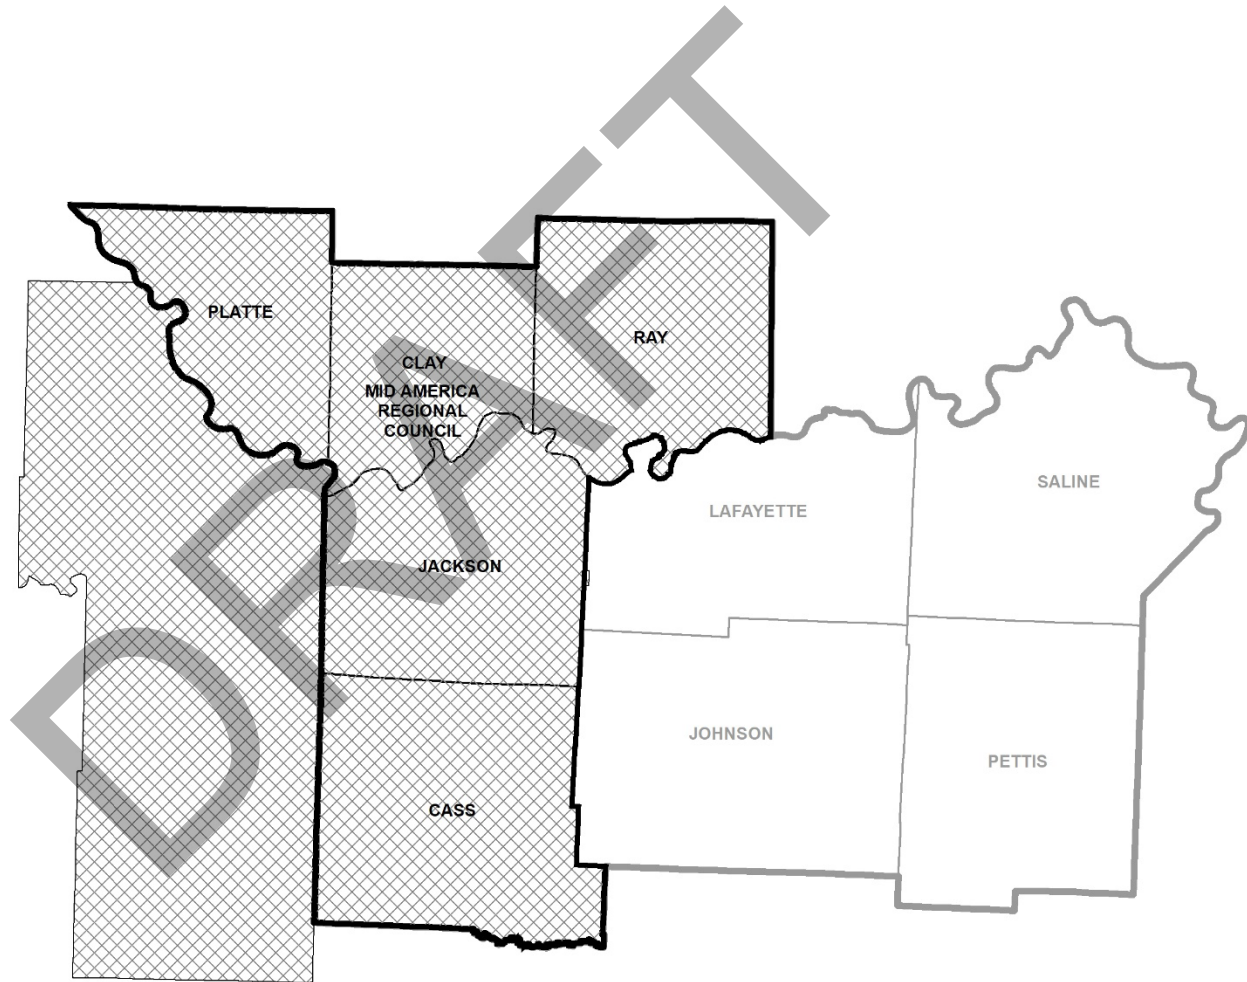 DRAFT
PLATTE
RAY
CLAY
MID AMERICA
REGIONAL
COUNCIL
SALINE
LAFAYETTE
JACKSON
JOHNSON
PETTIS
CASS